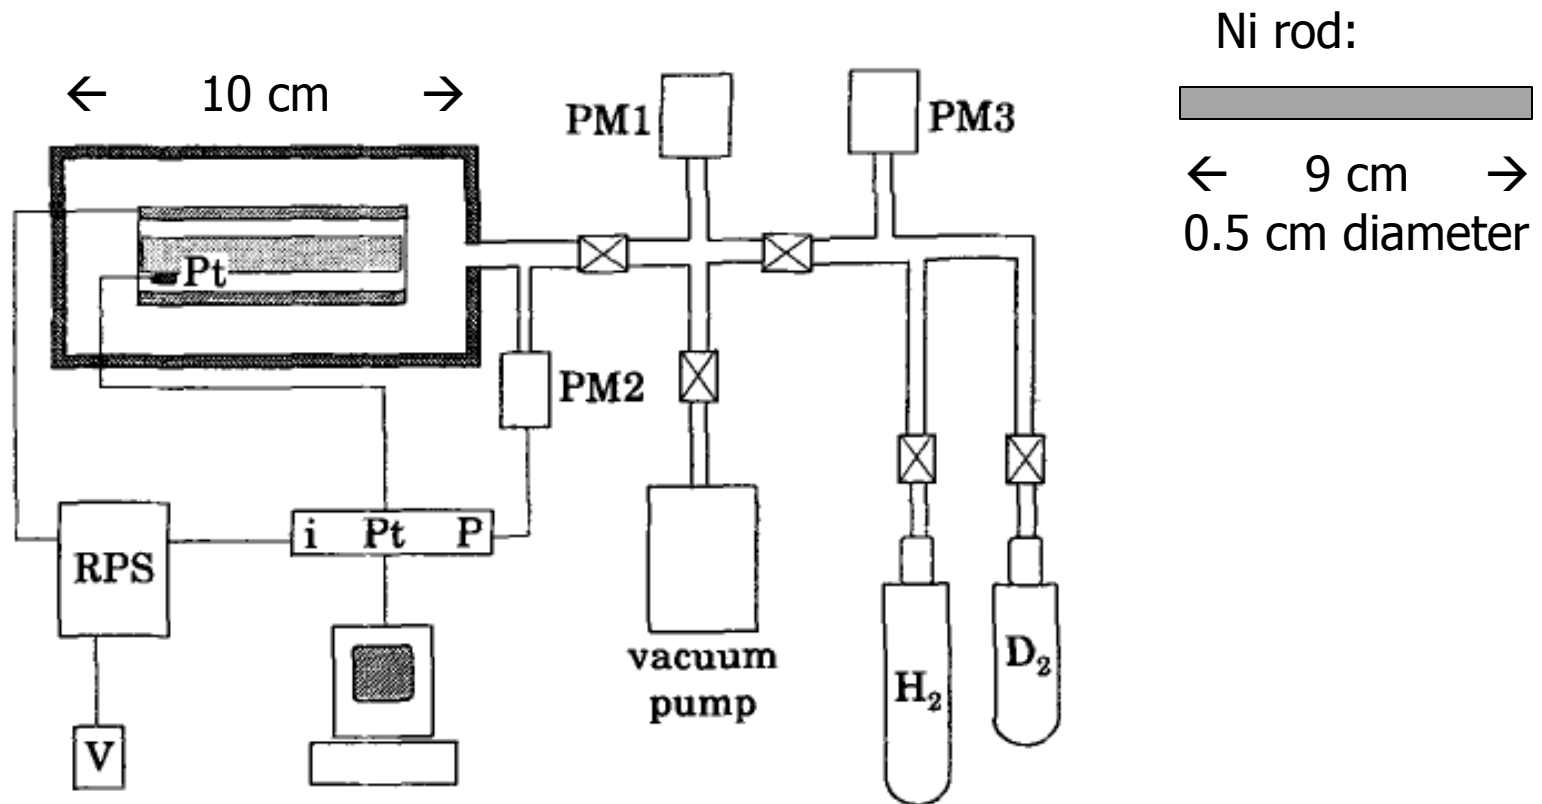 Ni rod:
← 10 cm →
PM1
PM3
← 9 cm →
0.5 cm diameter
Pt
PM2
i Pt P
RPS
vacuum
pump
H₂
D₂
V